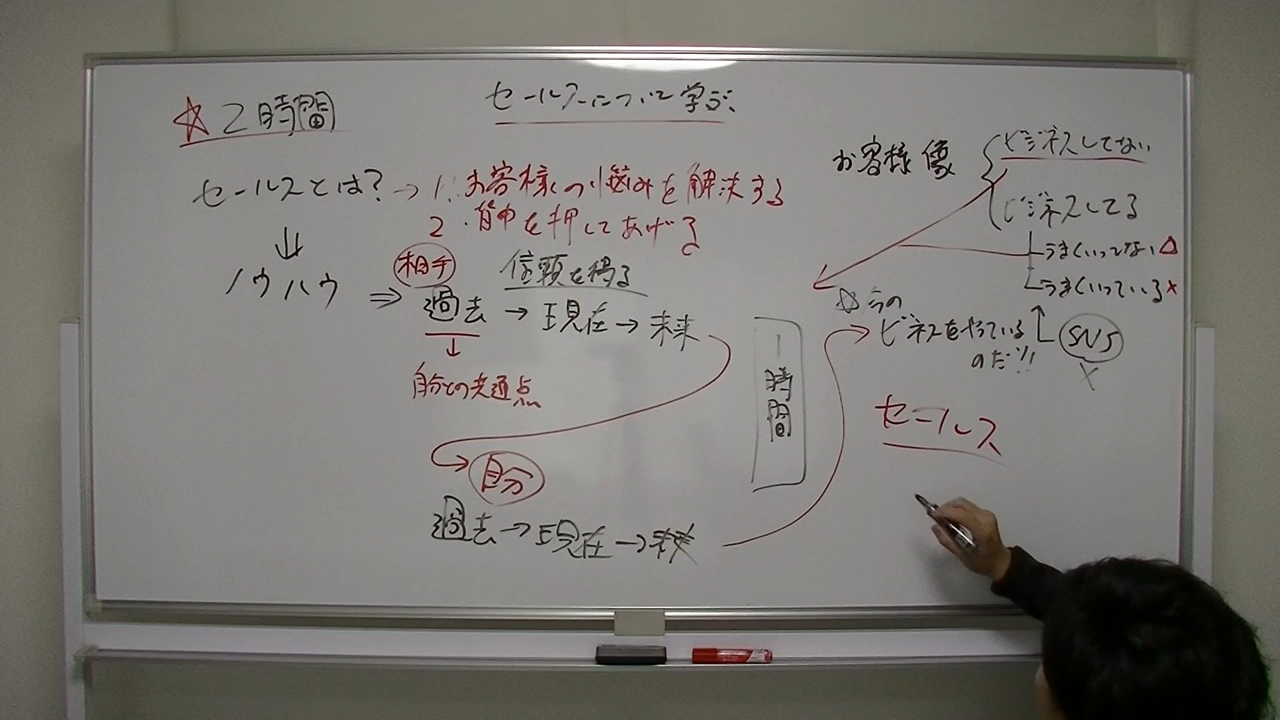 セールスについて学ぶ
☆2時間
セールスとは?→1.お客様の悩みを解決する
2.背中を押してあげる
⇓
ノウハウ
⇒
相手
信頼を得る
過去→現在→未来
↓
自分との共通点
自分
過去→現在→未来
1時間
お客様像
ビジネスしてない
ビジネスしてる
うまくいってない△
うまくいっている×
SNS
×
☆今の
ビジネスをやっている
のだ!!
セールス